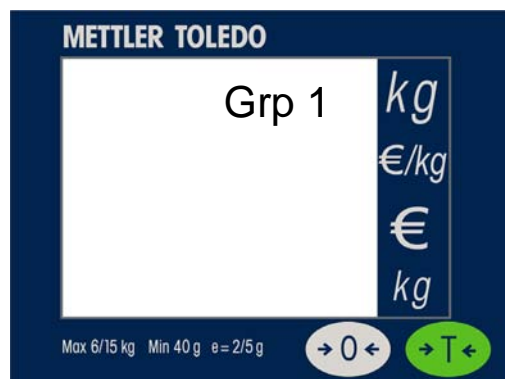 METTLER TOLEDO
Grp 1
kg
€/kg
€
kg
Max 6/15 kg Min 40 g e = 2/5 g
→0← →T←